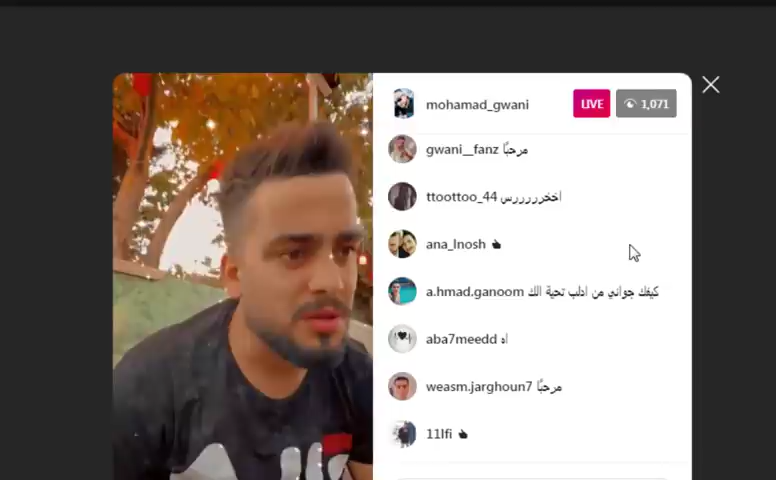 mohamad_gwani LIVE 1,071
gwani__fanz مرحبًا
ttoottoo_44 اخخرررررس
ana_lnosh
a.hmad.ganoom كيفك جواني من ادلب تحية الك
aba7meedd اه
weasm.jarghoun7 مرحبًا
11lfi